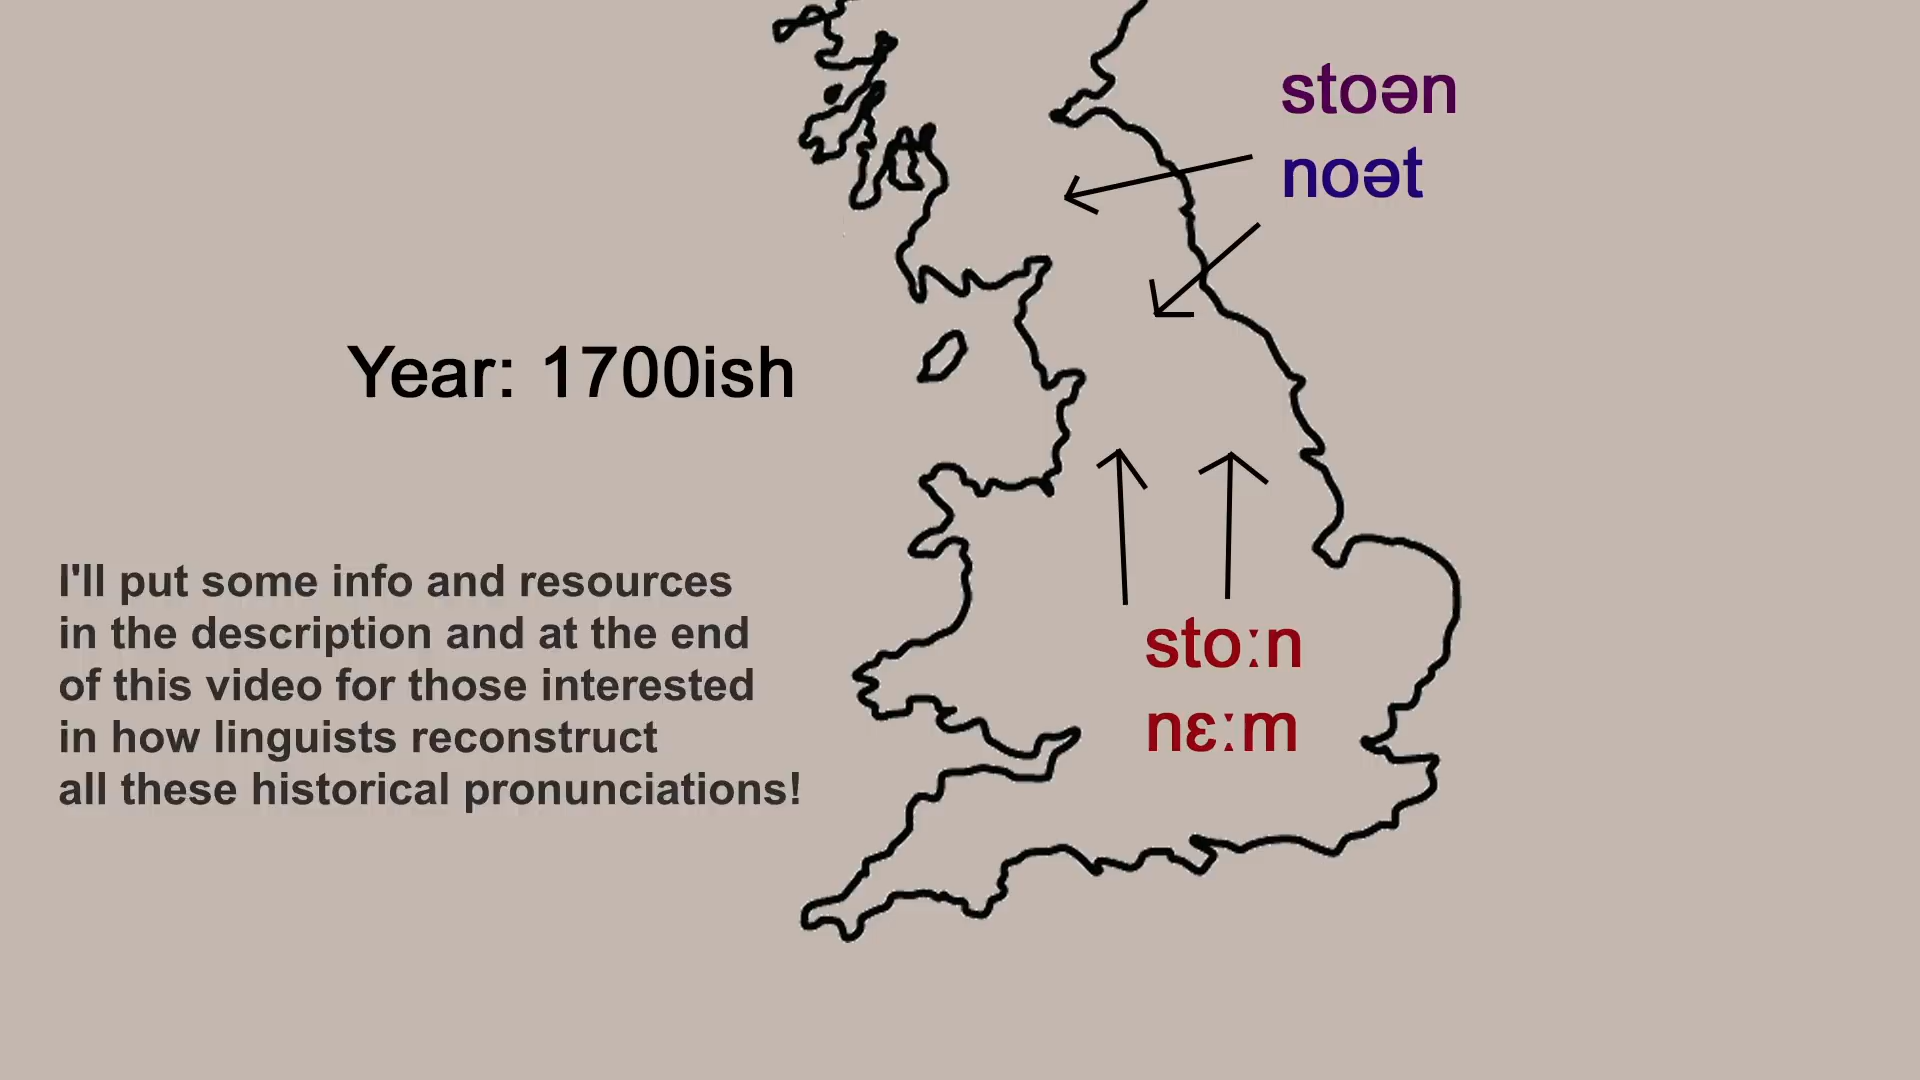 stoən
noət
Year: 1700ish
I'll put some info and resources
in the description and at the end
of this video for those interested
in how linguists reconstruct
all these historical pronunciations!
stoːn
nɛːm